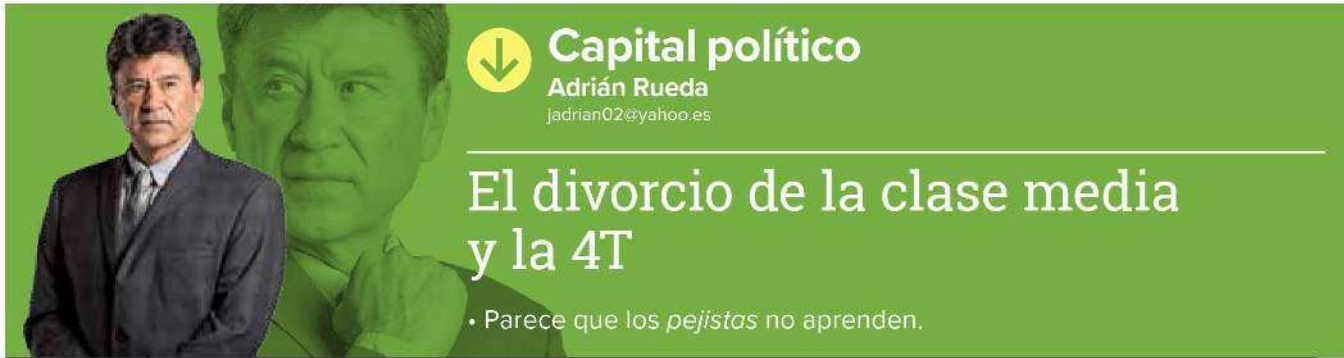 Capital político
Adrián Rueda
jadrian02@yahoo.es
El divorcio de la clase media
y la 4T
• Parece que los pejistas no aprenden.